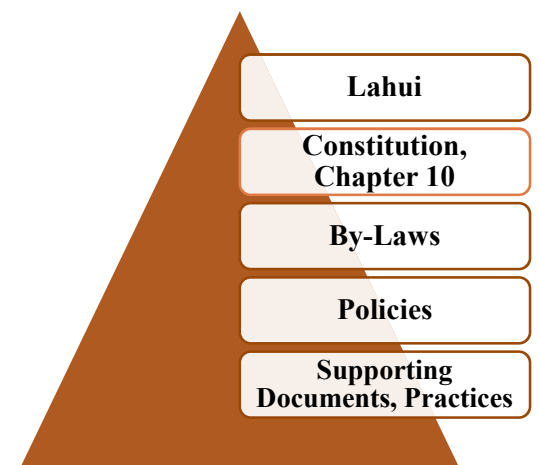 Lahui
Constitution,
Chapter 10
By-Laws
Policies
Supporting
Documents, Practices